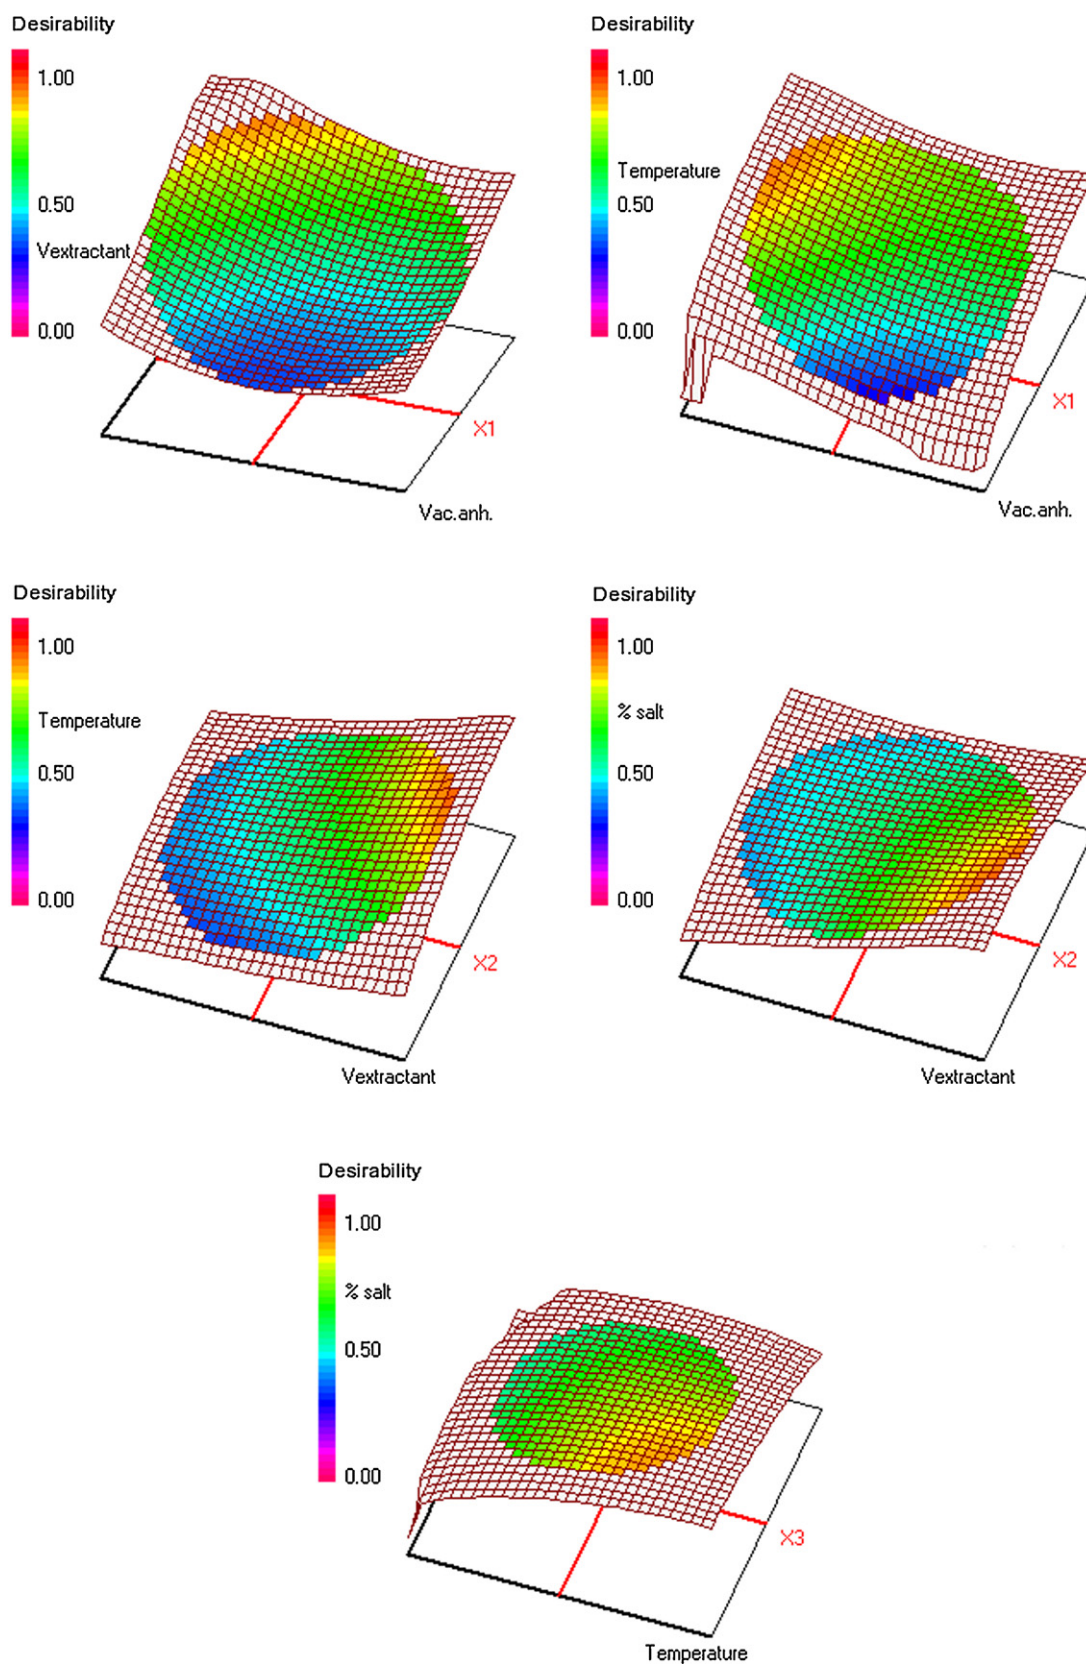 Desirability
1.00
0.50
Vextractant
0.00
X1
Vac.anh.
Desirability
1.00
Temperature
0.50
0.00
X1
Vac.anh.
Desirability
1.00
Temperature
0.50
0.00
X2
Vextractant
Desirability
1.00
% salt
0.50
0.00
X2
Vextractant
Desirability
1.00
% salt
0.50
0.00
X3
Temperature